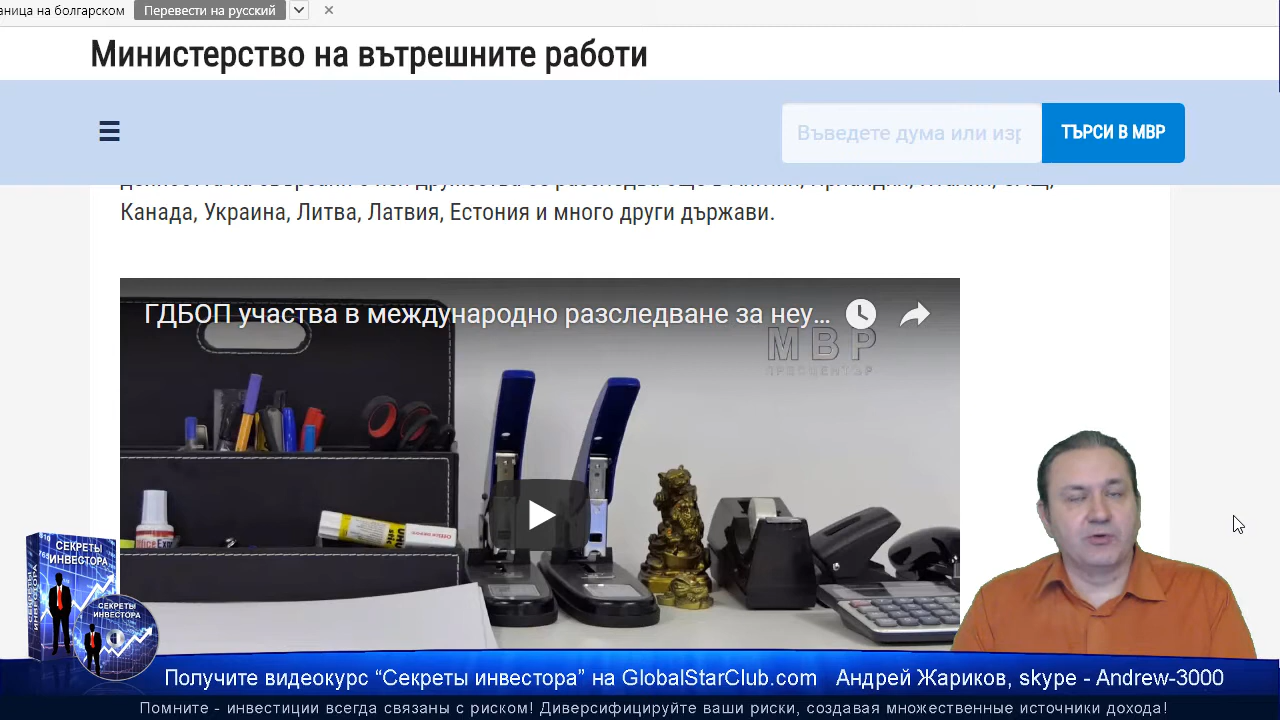 аница на болгарском Перевести на русский
Министерство на вътрешните работи
Въведете дума или изр ТЪРСИ В МВР
Канада, Украина, Литва, Латвия, Естония и много други държави.
ГДБОП участва в международно разследване за неу...
МВР
ПРЕСЦЕНТЪР
СЕКРЕТЫ
ИНВЕСТОРА
СЕКРЕТЫ
ИНВЕСТОРА
Получите видеокурс “Секреты инвестора” на GlobalStarClub.com Андрей Жариков, skype - Andrew-3000
Помните - инвестиции всегда связаны с риском! Диверсифицируйте ваши риски, создавая множественные источники дохода!